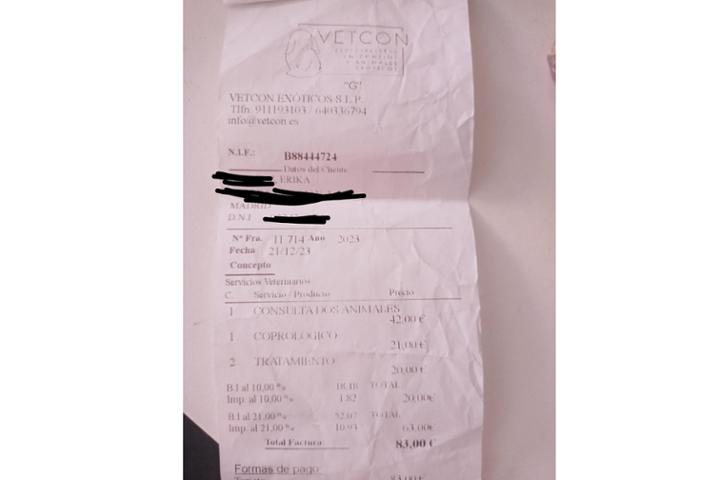 VETCON
"G"
VETCON EXÓTICOS S.L.P.
Tlfn. 911193103 / 640336794
info@vetcon.es
N.I.F.: B88444724
Datos del Cliente
ERIKA
MADRID
D.N.I
Nº Fra. 11 714 Año 2023
Fecha 21/12/23
Concepto
Servicios Veterinarios
C. Servicio / Producto Precio
1 CONSULTA DOS ANIMALES
42,00 €
1 COPROLOGICO
21,00 €
2 TRATAMIENTO
20,00 €
B.I al 10,00 % 18,18 TOTAL
Imp. al 10,00 % 1.82 20,00€
B.I al 21,00 % 52,07 TOTAL
Imp. al 21,00 % 10,93 63,00€
Total Factura: 83,00 €
Formas de pago
83,00 €